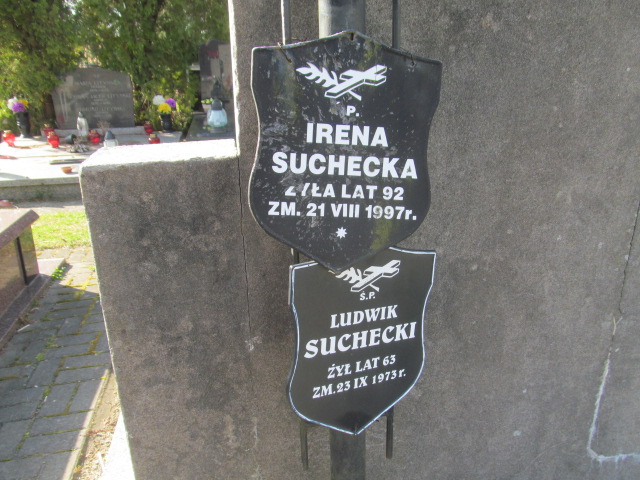 P.
IRENA
SUCHECKA
ŻYŁA LAT 92
ZM. 21 VIII 1997r.
Ś.P.
LUDWIK
SUCHECKI
ŻYŁ LAT 63
ZM. 23 IX 1973 r.